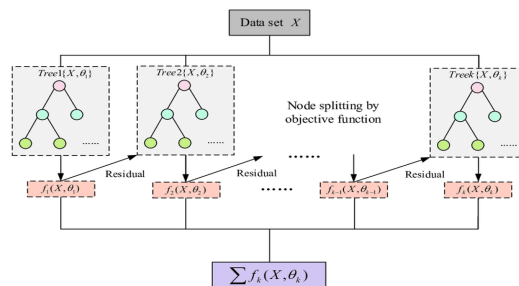 Data set X
Tree1{X,θ₁}
Tree2{X,θ₂}
Treek{X,θₖ}
Node splitting by
objective function
......
......
......
......
Residual
Residual
Residual
f₁(X,θ₁)
f₂(X,θ₂)
......
fₖ₋₁(X,θₖ₋₁)
fₖ(X,θₖ)
∑fₖ(X,θₖ)